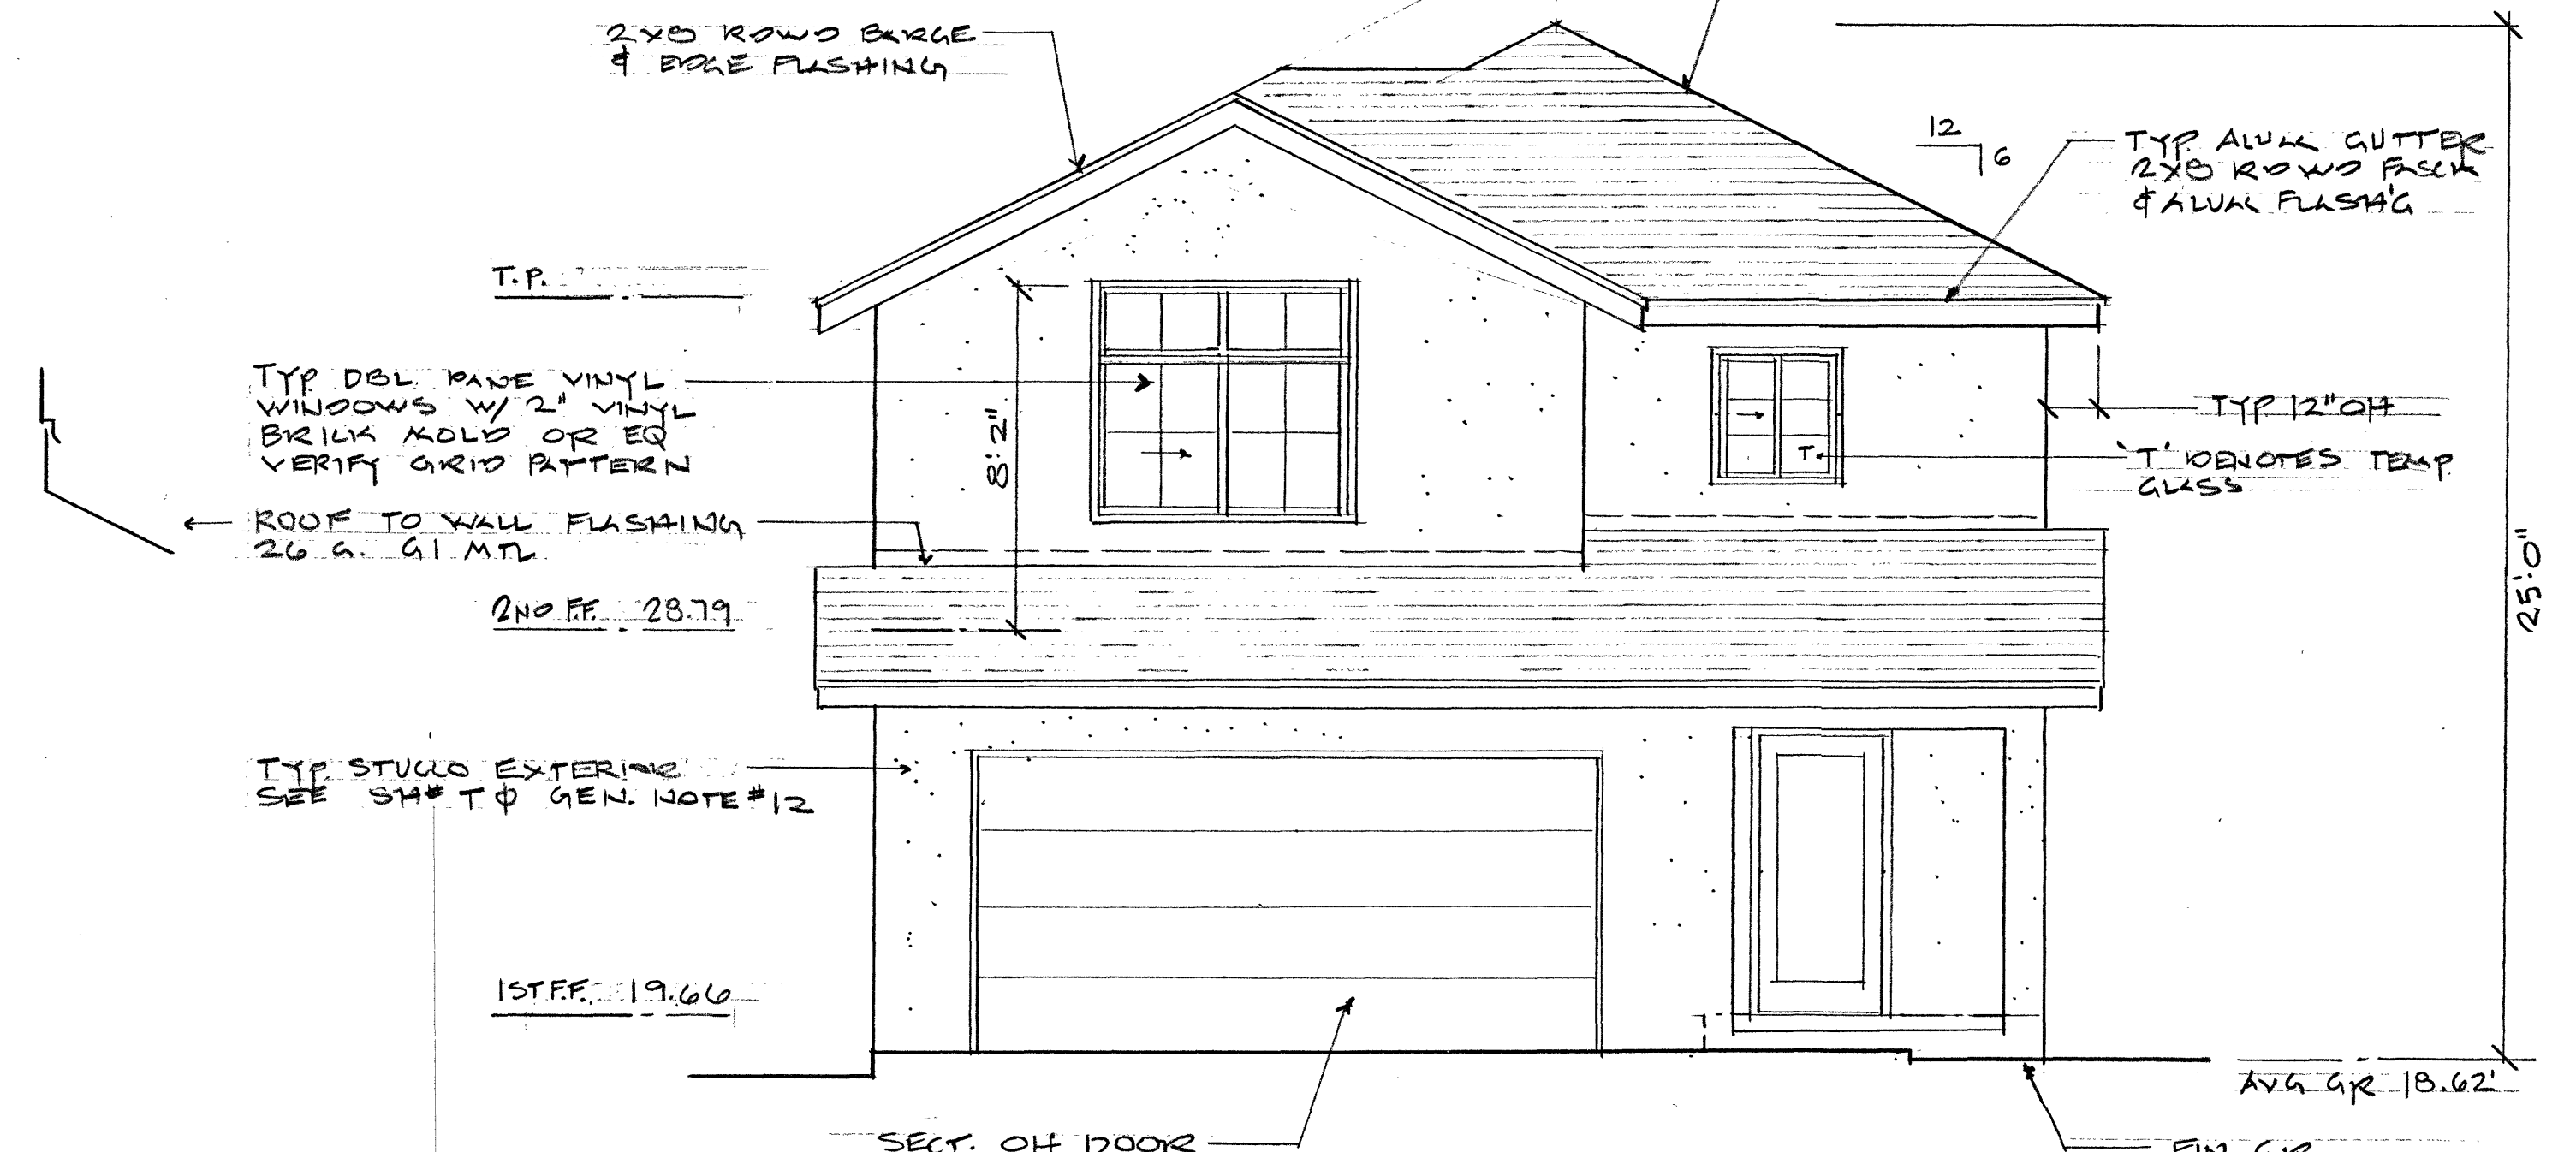 2X8 RDWD BARGE
& EDGE FLASHING
12
6
TYP. ALUM GUTTER
2X8 RDWD FASCIA
& ALUM FLASH'G
T.P.
TYP. DBL. PANE VINYL
WINDOWS W/ 2" VINYL
BRICK MOLD OR EQ
VERIFY GRID PATTERN
8'-2"
TYP 12" OH
'T' DENOTES TEMP.
GLASS
T
ROOF TO WALL FLASHING
26 G. GI MTL
25'-0"
2ND F.F. 28.79
TYP. STUCCO EXTERIOR
SEE SH# TØ GEN. NOTE #12
1ST F.F. 19.66
AVG GR 18.62'
SECT. OH DOOR
FIN GR